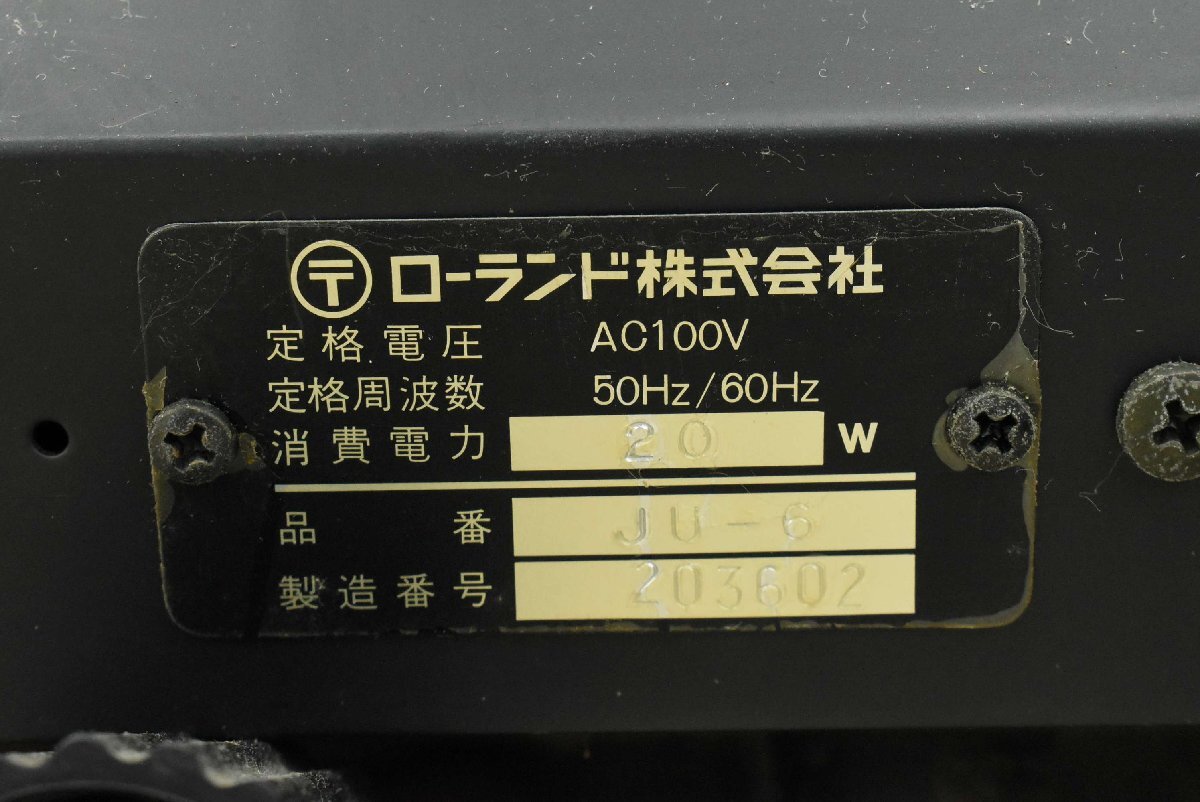 〒 ローランド株式会社
定格電圧 AC100V
定格周波数 50Hz/60Hz
消費電力 20 W
品番 JU-6
製造番号 203602